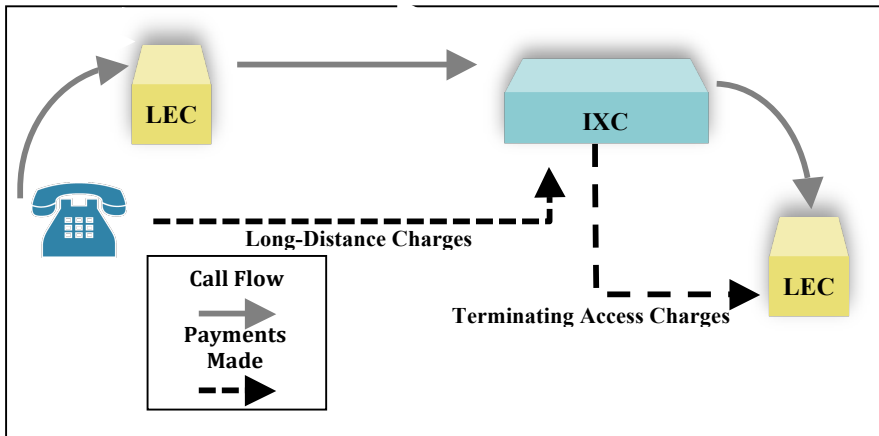 LEC
IXC
Long-Distance Charges
LEC
Call Flow
Payments
Made
Terminating Access Charges